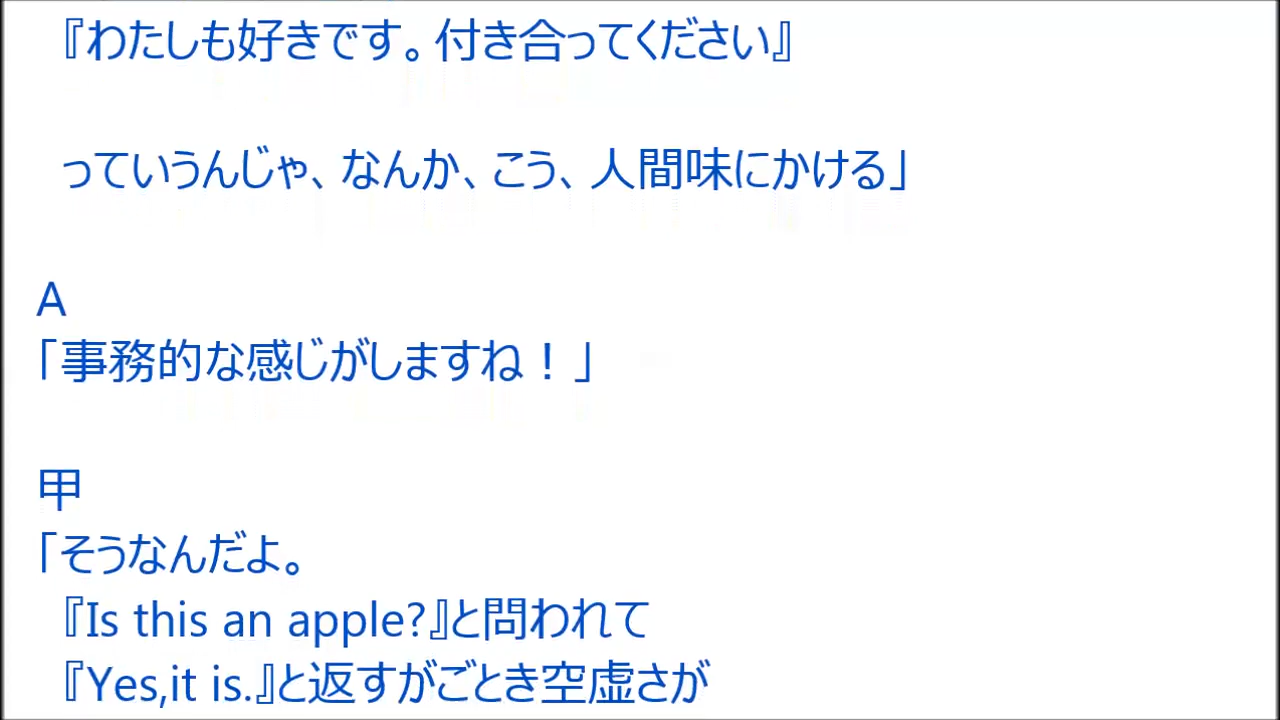 『わたしも好きです。付き合ってください』
っていうんじゃ、なんか、こう、人間味にかける」
A
「事務的な感じがしますね！」
甲
「そうなんだよ。
『Is this an apple?』と問われて
『Yes,it is.』と返すがごとき空虚さが